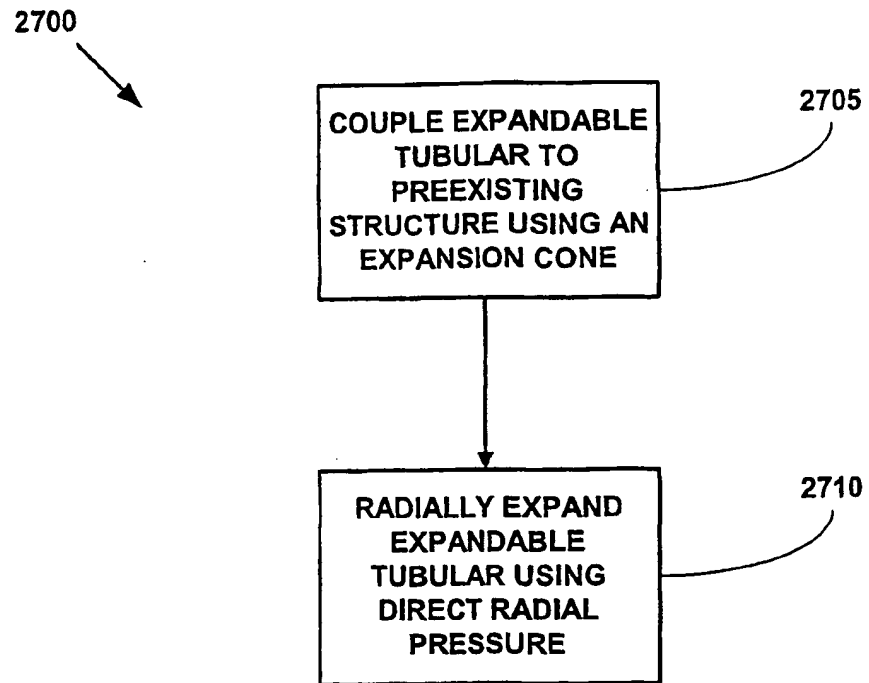 2700
COUPLE EXPANDABLE
TUBULAR TO
PREEXISTING
STRUCTURE USING AN
EXPANSION CONE
2705
RADIALLY EXPAND
EXPANDABLE
TUBULAR USING
DIRECT RADIAL
PRESSURE
2710